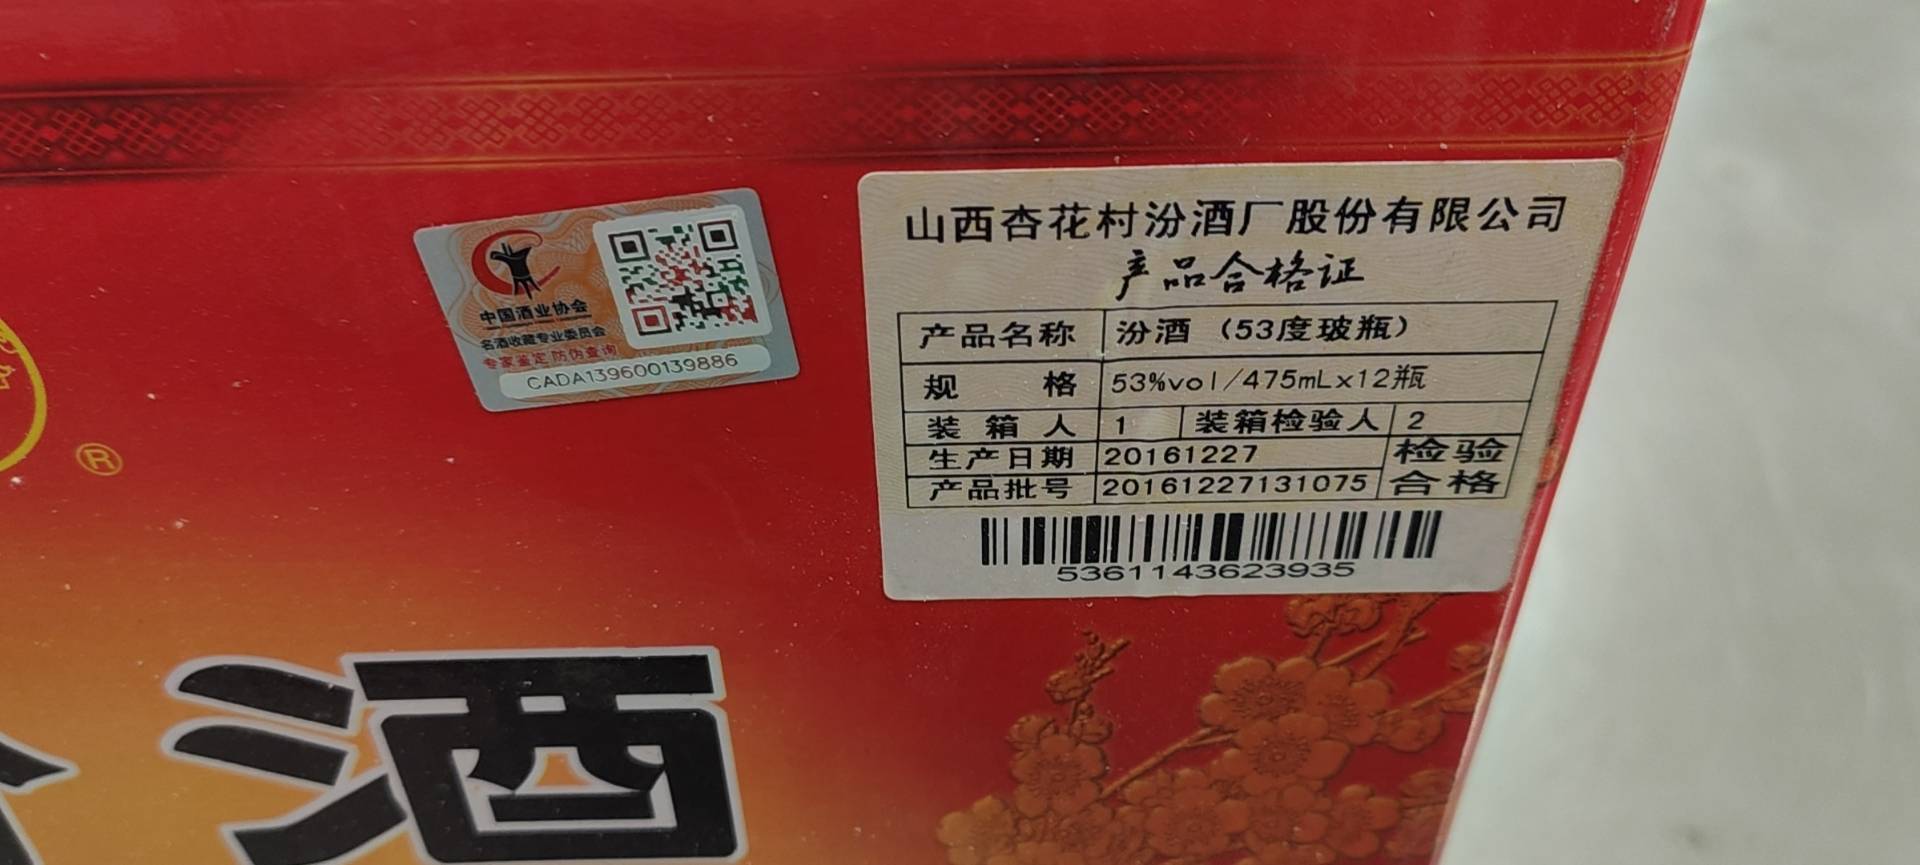 中国酒业协会
名酒收藏专业委员会
专家鉴定 防伪查询
CADA139600139886
®
山西杏花村汾酒厂股份有限公司
产品合格证
产品名称 汾酒（53度玻瓶）
规 格 53%vol/475mLx12瓶
装箱人 1 装箱检验人 2
生产日期 20161227 检验
产品批号 20161227131075 合格
5361143623935
酒